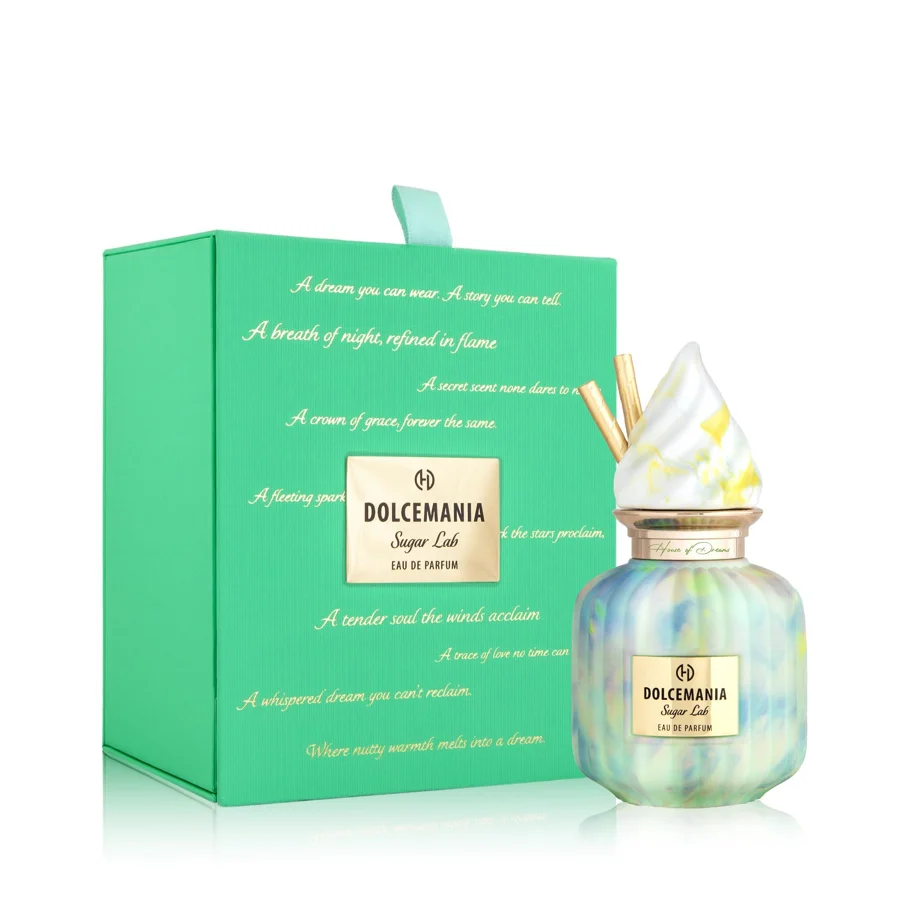 A dream you can wear. A story you can tell.
A breath of night, refined in flame
A secret scent none dares to
A crown of grace, forever the same.
A fleeting spark
the stars proclaim,
DOLCEMANIA
Sugar Lab
EAU DE PARFUM
A tender soul the winds acclaim
A trace of love no time can
A whispered dream you can't reclaim.
Where nutty warmth melts into a dream.
House of Dreams
DOLCEMANIA
Sugar Lab
EAU DE PARFUM